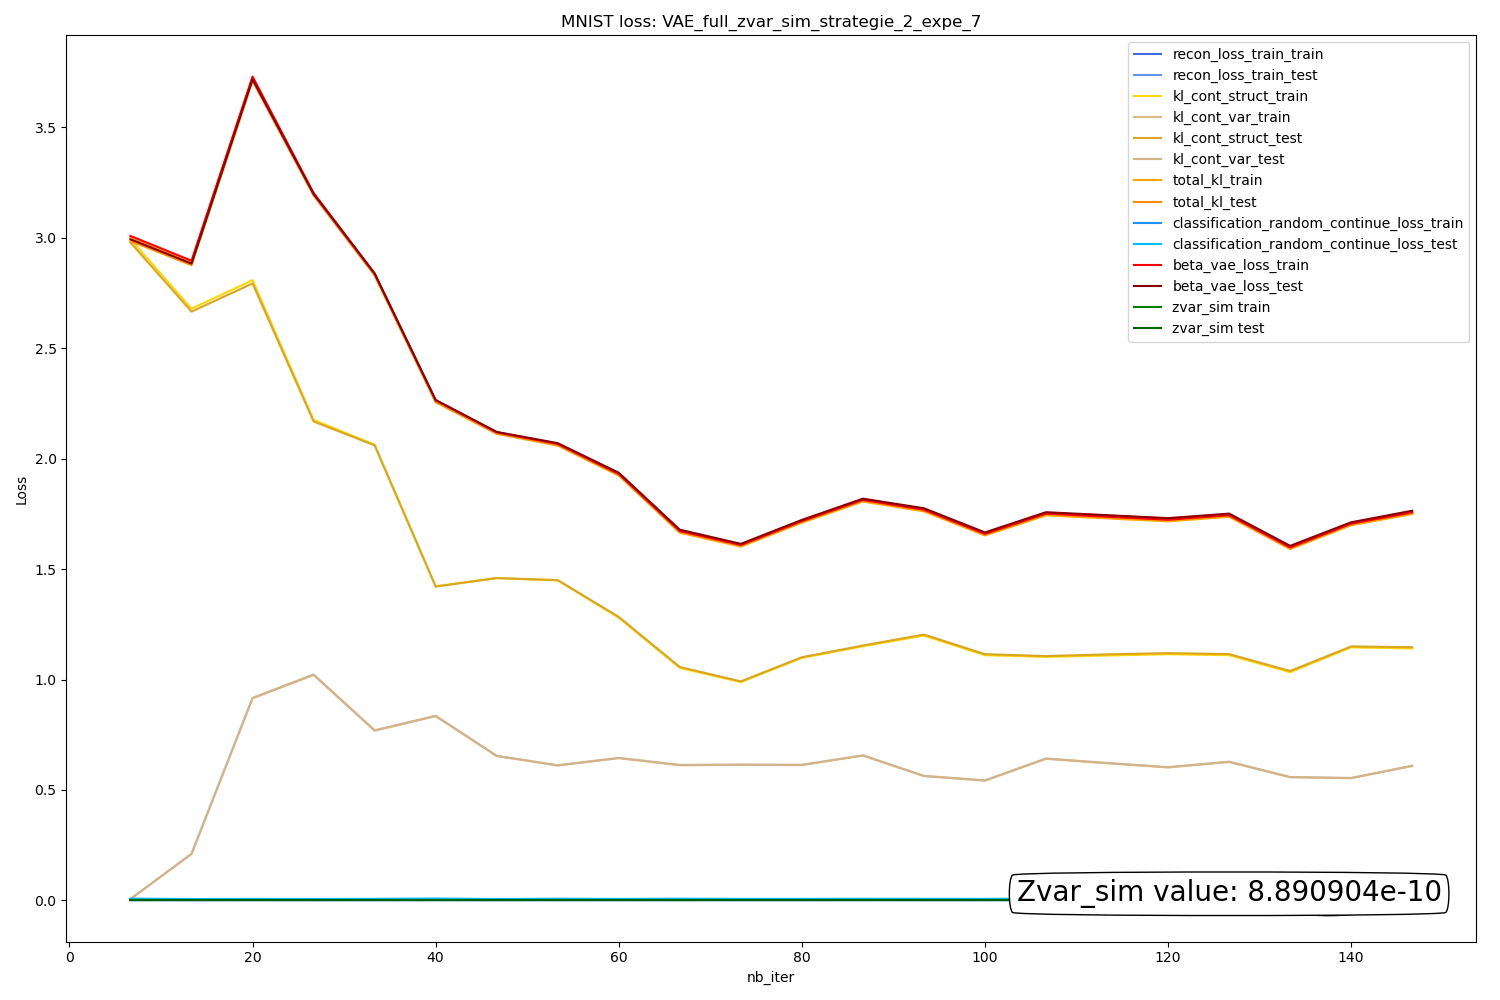 MNIST loss: VAE_full_zvar_sim_strategie_2_expe_7
recon_loss_train_train
recon_loss_train_test
kl_cont_struct_train
kl_cont_var_train
kl_cont_struct_test
kl_cont_var_test
total_kl_train
total_kl_test
classification_random_continue_loss_train
classification_random_continue_loss_test
beta_vae_loss_train
beta_vae_loss_test
zvar_sim train
zvar_sim test
3.5
3.0
2.5
2.0
1.5
1.0
0.5
0.0
Loss
Zvar_sim value: 8.890904e-10
0 20 40 60 80 100 120 140
nb_iter